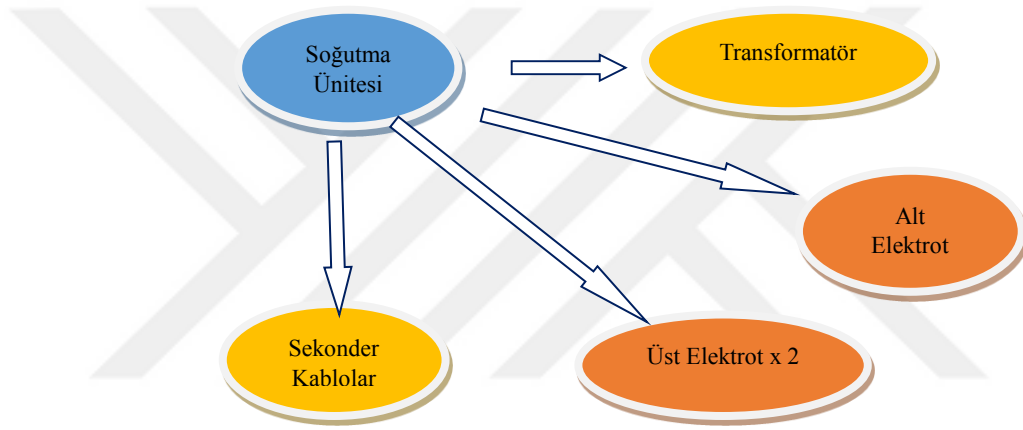 Soğutma
Ünitesi
Transformatör
Alt
Elektrot
Sekonder
Kablolar
Üst Elektrot x 2